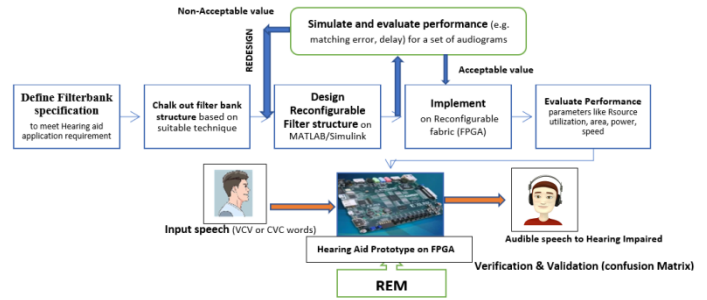 Non-Acceptable value
Simulate and evaluate performance (e.g.
matching error, delay) for a set of audiograms
REDESIGN
Acceptable value
Define Filterbank
specification
to meet Hearing aid
application requirement
Chalk out filter bank
structure based on
suitable technique
Design
Reconfigurable
Filter structure on
MATLAB/Simulink
Implement
on Reconfigurable
fabric (FPGA)
Evaluate Performance
parameters like Rsource
utilization, area, power,
speed
Input speech (VCV or CVC words)
Hearing Aid Prototype on FPGA
Audible speech to Hearing Impaired
Verification & Validation (confusion Matrix)
REM